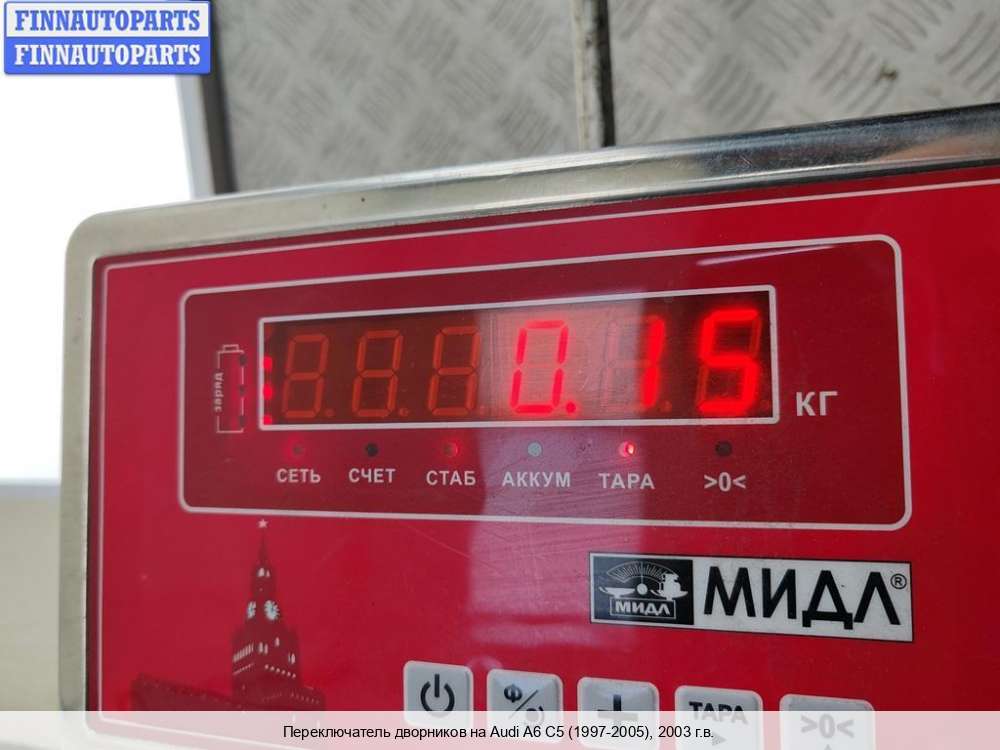 FINNAUTOPARTS
FINNAUTOPARTS
заряд
0.15
КГ
СЕТЬ СЧЕТ СТАБ АККУМ ТАРА >0<
МИДЛ
МИДЛ®
ТАРА
>0<
Переключатель дворников на Audi A6 C5 (1997-2005), 2003 г.в.